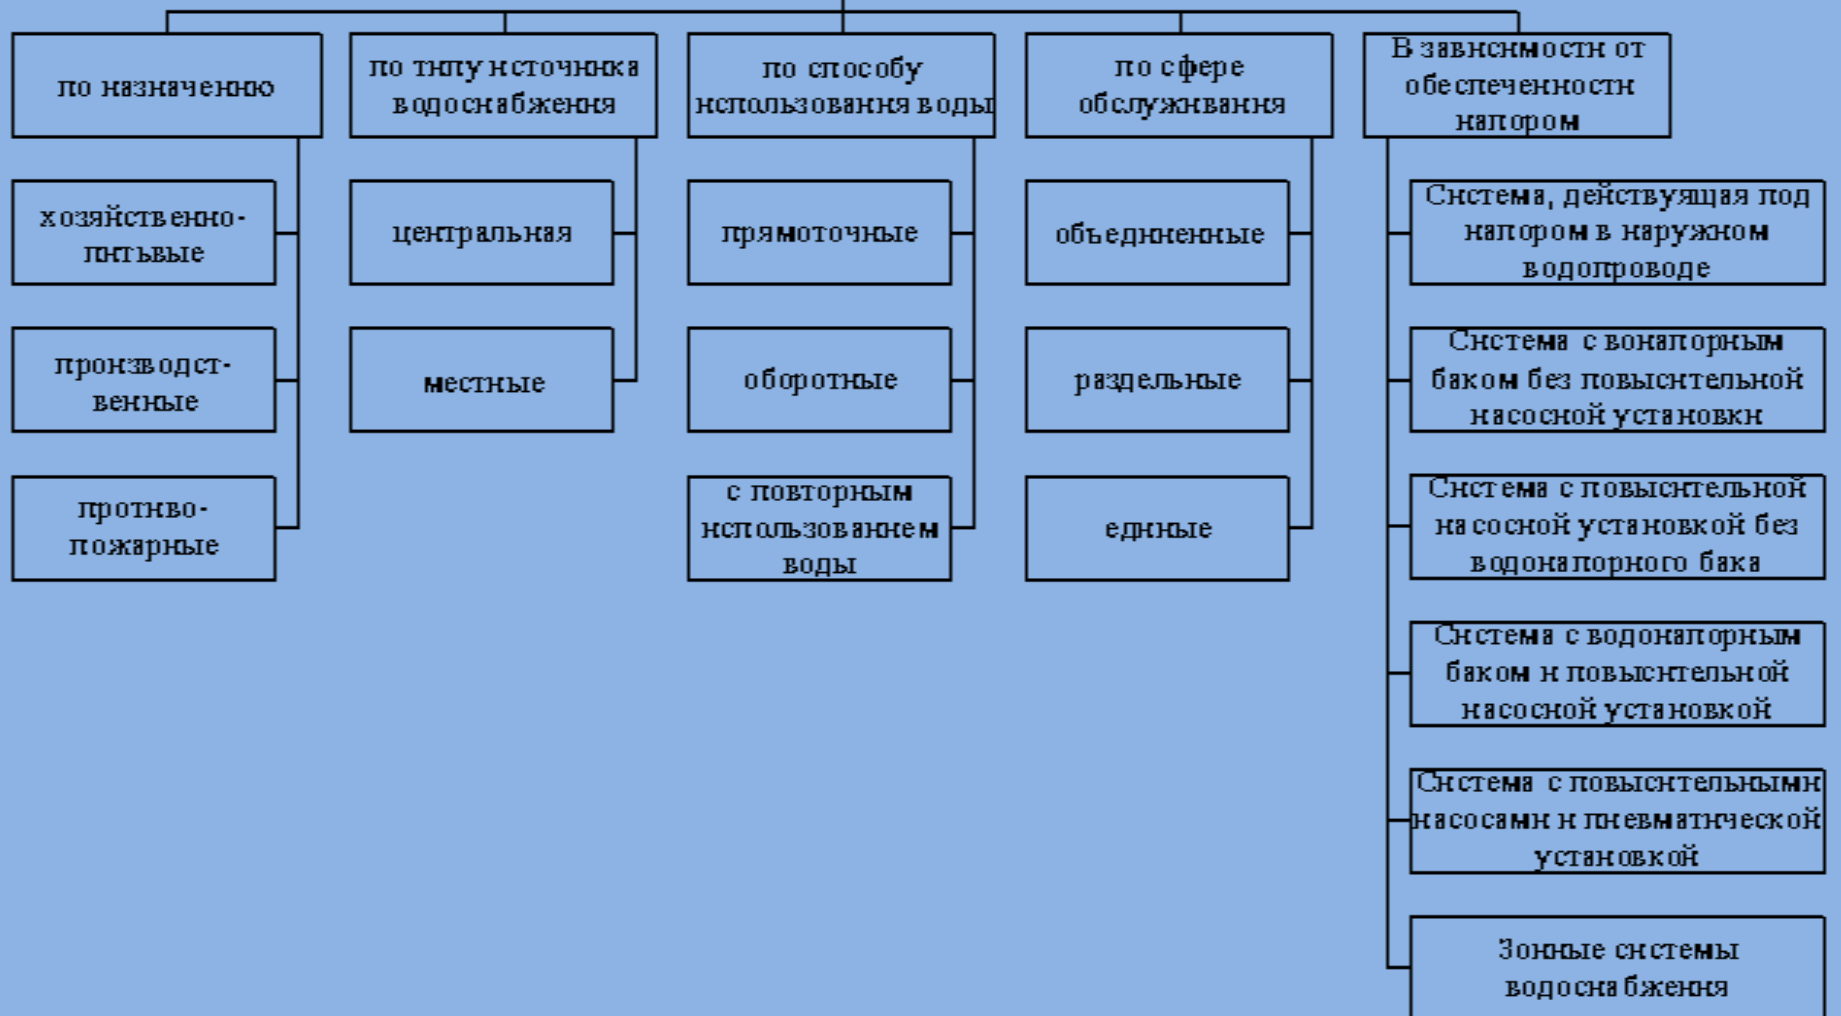 по назначению
хозяйственно-
питьвые
производст-
венные
противо-
пожарные
по типу источника
водоснабжения
центральная
местные
по способу
использования воды
прямоточные
оборотные
с повторным
использованием
воды
по сфере
обслуживания
объединенные
раздельные
единые
В зависимости от
обеспеченности
напором
Система, действующая под
напором в наружном
водопроводе
Система с вонапорным
баком без повысительной
насосной установки
Система с повысительной
насосной установкой без
водонапорного бака
Система с водонапорным
баком и повысительной
насосной установкой
Система с повысительными
насосами и пневматической
установкой
Зонные системы
водоснабжения